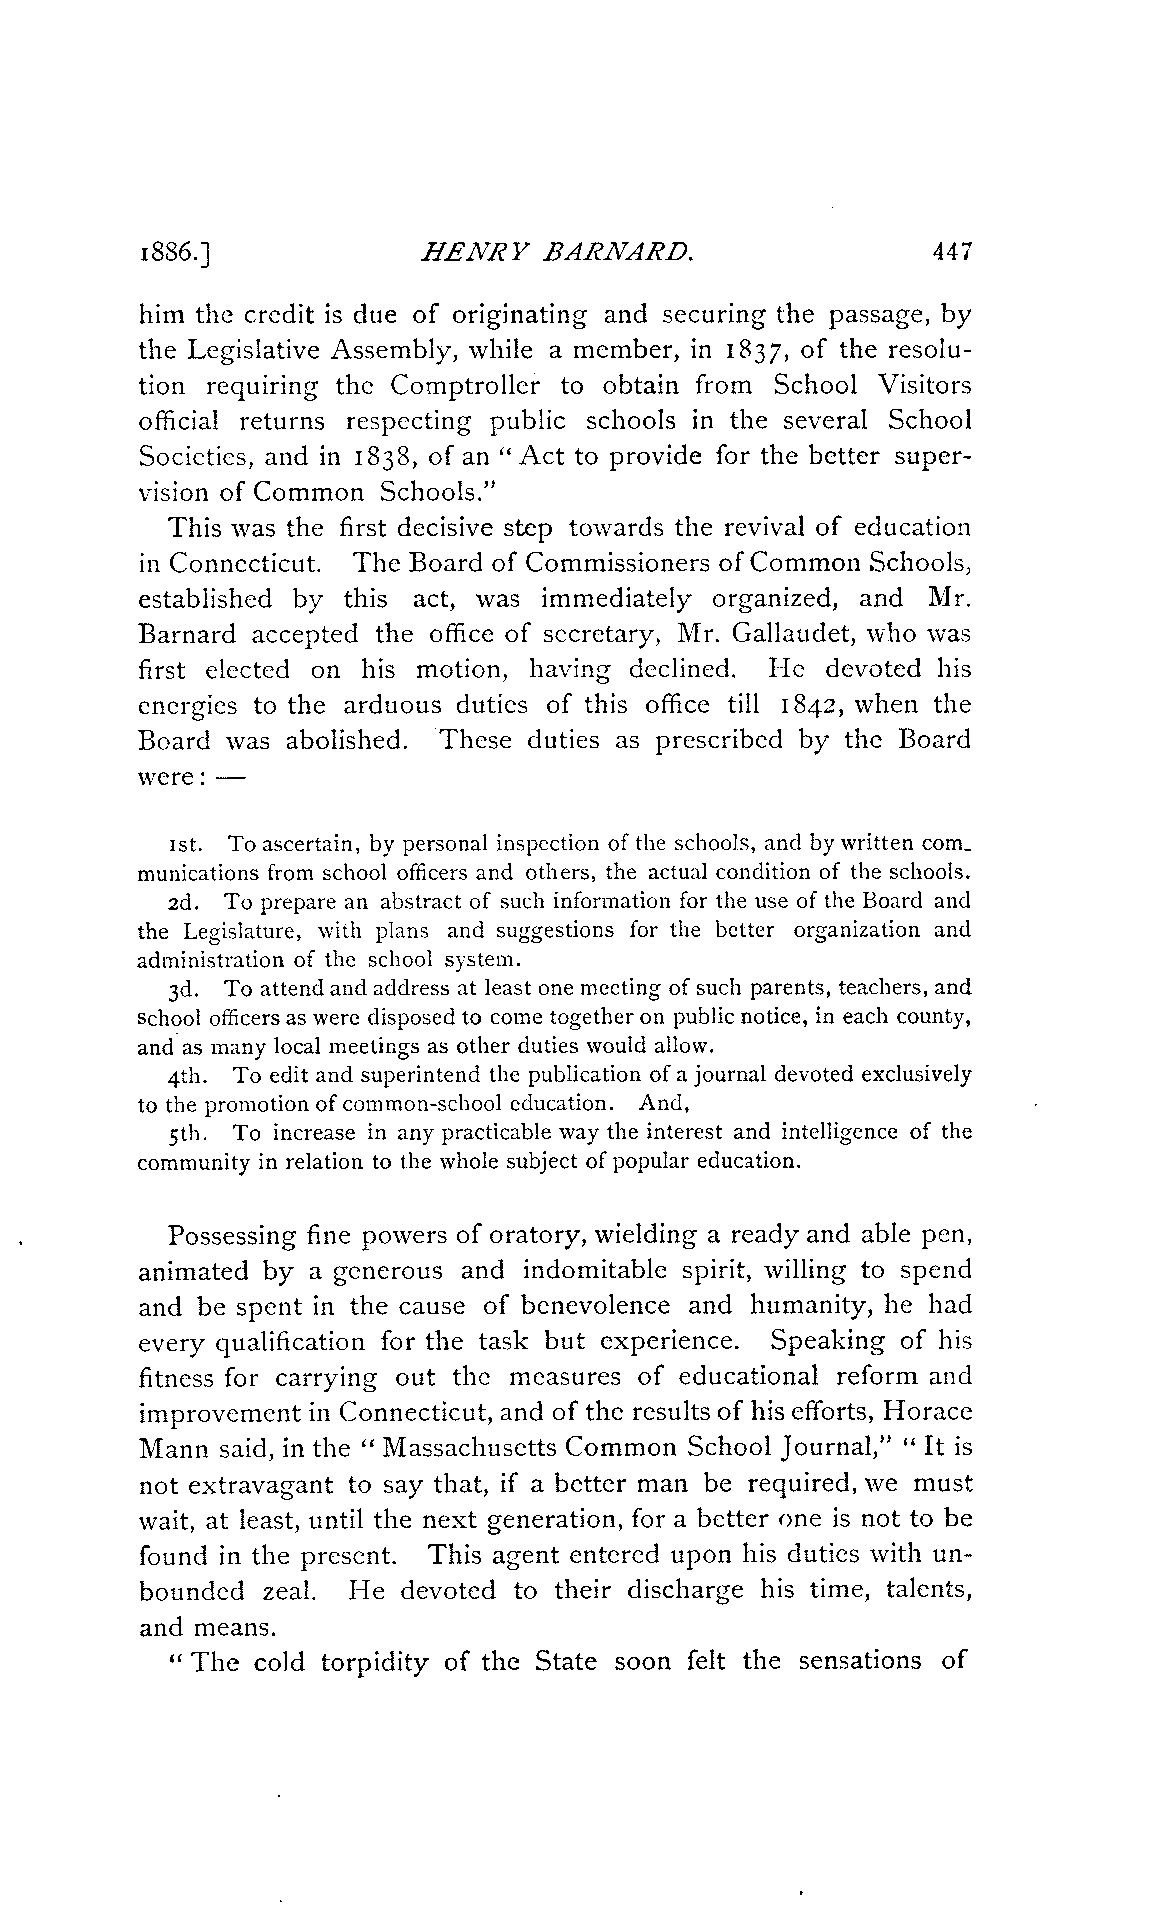 1886.] HENRY BARNARD. 447
him the credit is due of originating and securing the passage, by
the Legislative Assembly, while a member, in 1837, of the resolu-
tion requiring the Comptroller to obtain from School Visitors
official returns respecting public schools in the several School
Societies, and in 1838, of an “ Act to provide for the better super-
vision of Common Schools.”
This was the first decisive step towards the revival of education
in Connecticut. The Board of Commissioners of Common Schools,
established by this act, was immediately organized, and Mr.
Barnard accepted the office of secretary, Mr. Gallaudet, who was
first elected on his motion, having declined. He devoted his
energies to the arduous duties of this office till 1842, when the
Board was abolished. These duties as prescribed by the Board
were : —
1st. To ascertain, by personal inspection of the schools, and by written com-
munications from school officers and others, the actual condition of the schools.
2d. To prepare an abstract of such information for the use of the Board and
the Legislature, with plans and suggestions for the better organization and
administration of the school system.
3d. To attend and address at least one meeting of such parents, teachers, and
school officers as were disposed to come together on public notice, in each county,
and as many local meetings as other duties would allow.
4th. To edit and superintend the publication of a journal devoted exclusively
to the promotion of common-school education. And,
5th. To increase in any practicable way the interest and intelligence of the
community in relation to the whole subject of popular education.
Possessing fine powers of oratory, wielding a ready and able pen,
animated by a generous and indomitable spirit, willing to spend
and be spent in the cause of benevolence and humanity, he had
every qualification for the task but experience. Speaking of his
fitness for carrying out the measures of educational reform and
improvement in Connecticut, and of the results of his efforts, Horace
Mann said, in the “ Massachusetts Common School Journal,” “ It is
not extravagant to say that, if a better man be required, we must
wait, at least, until the next generation, for a better one is not to be
found in the present. This agent entered upon his duties with un-
bounded zeal. He devoted to their discharge his time, talents,
and means.
“ The cold torpidity of the State soon felt the sensations of